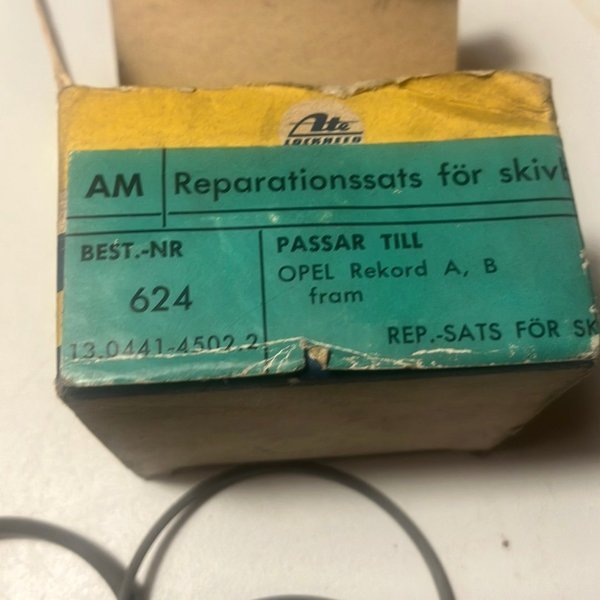 Ate
LOCKHEED
AM Reparationssats för skivb
BEST.-NR
624
13.0441-4502.2
PASSAR TILL
OPEL Rekord A, B
fram
REP.-SATS FÖR SK